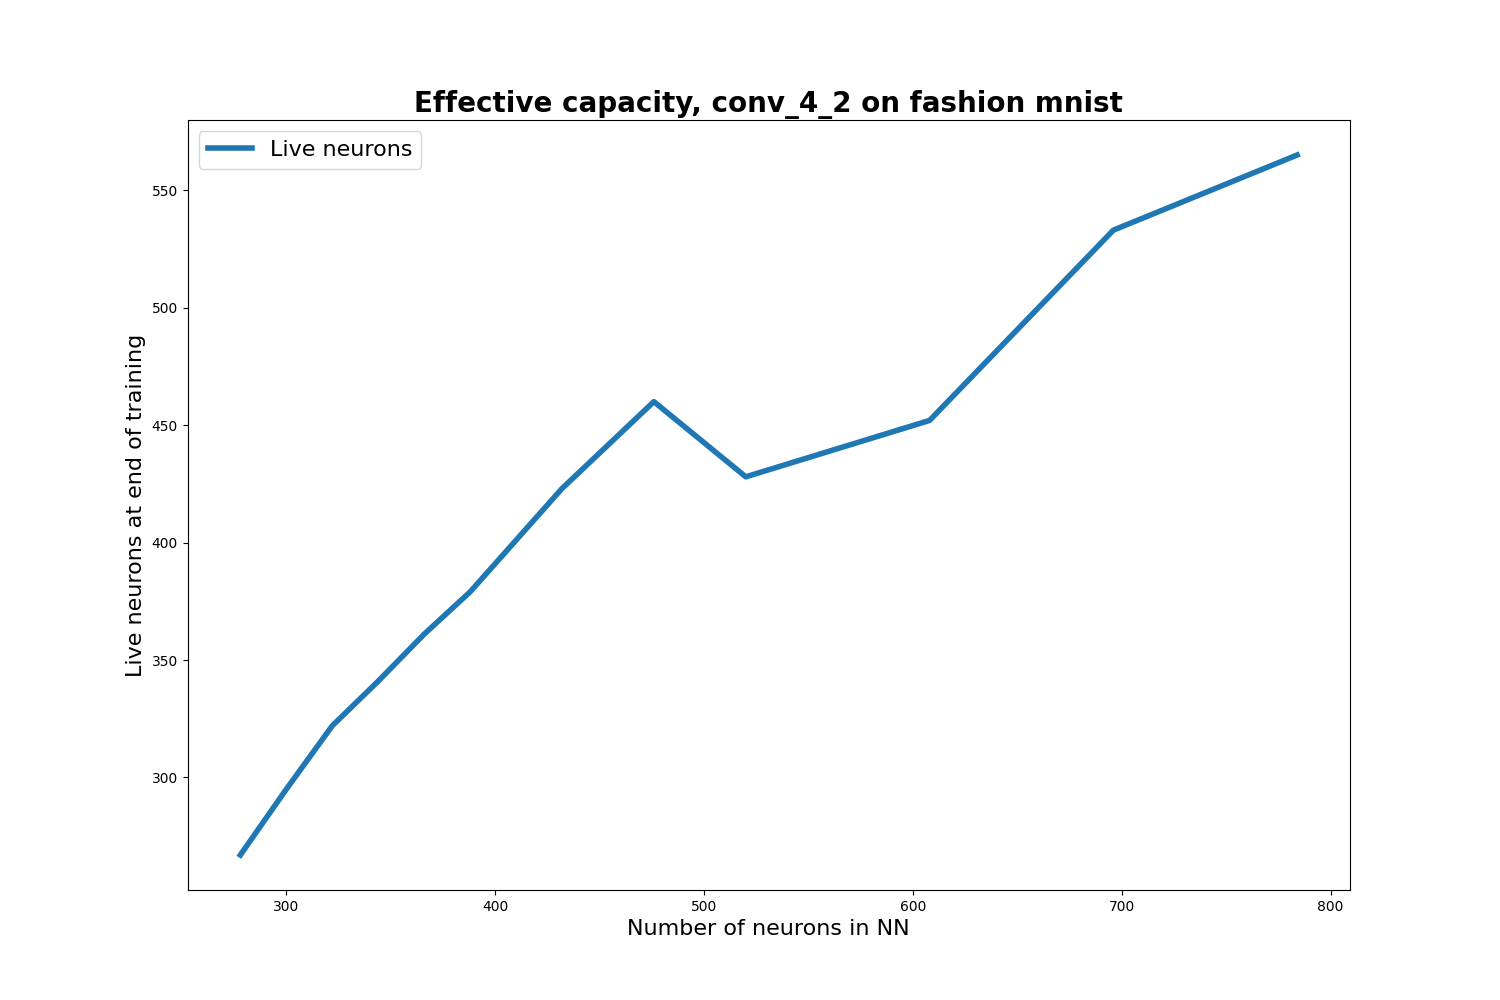 Effective capacity, conv_4_2 on fashion mnist
Live neurons
Live neurons at end of training
550
500
450
400
350
300
300 400 500 600 700 800
Number of neurons in NN